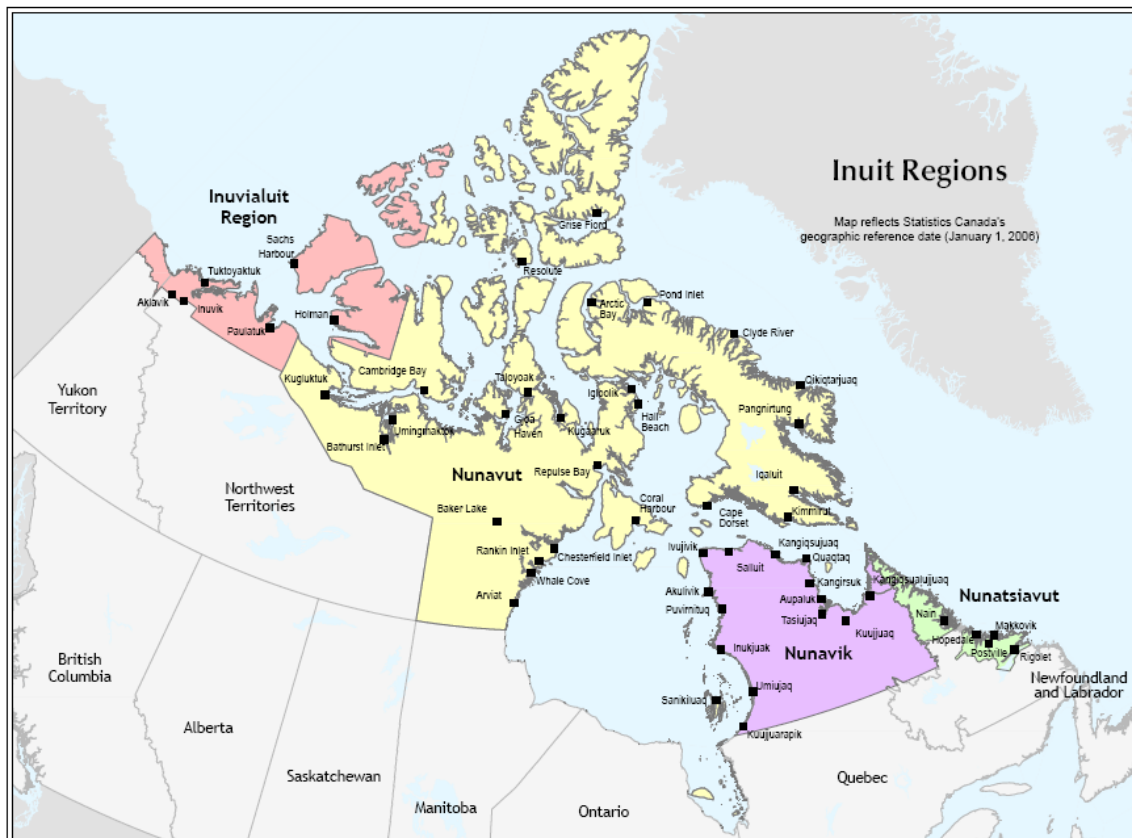 Inuit Regions
Map reflects Statistics Canada's
geographic reference date (January 1, 2006)
Inuvialuit
Region
Sachs
Harbour
Tuktoyaktuk
Aklavik
Inuvik
Paulatuk
Holman
Grise Fiord
Resolute
Arctic
Bay
Pond Inlet
Clyde River
Qikiqtarjuaq
Pangnirtung
Kugluktuk
Cambridge Bay
Taloyoak
Igloolik
Hall
Beach
Gjoa
Haven
Kugaaruk
Umingmaktok
Bathurst Inlet
Nunavut
Repulse Bay
Iqaluit
Yukon
Territory
Northwest
Territories
Baker Lake
Coral
Harbour
Cape
Dorset
Kimmirut
Rankin Inlet
Chesterfield Inlet
Whale Cove
Arviat
Ivujivik
Salluit
Kangiqsujuaq
Quaqtaq
Kangirsuk
Kangiqsualujjuaq
Akulivik
Puvirnituq
Aupaluk
Tasiujaq
Kuujjuaq
Nunatsiavut
Nain
Hopedale
Makkovik
Postville
Rigolet
Inukjuak
Nunavik
Umiujaq
Sanikiluaq
Kuujjuarapik
Newfoundland
and Labrador
British
Columbia
Alberta
Saskatchewan
Manitoba
Ontario
Quebec